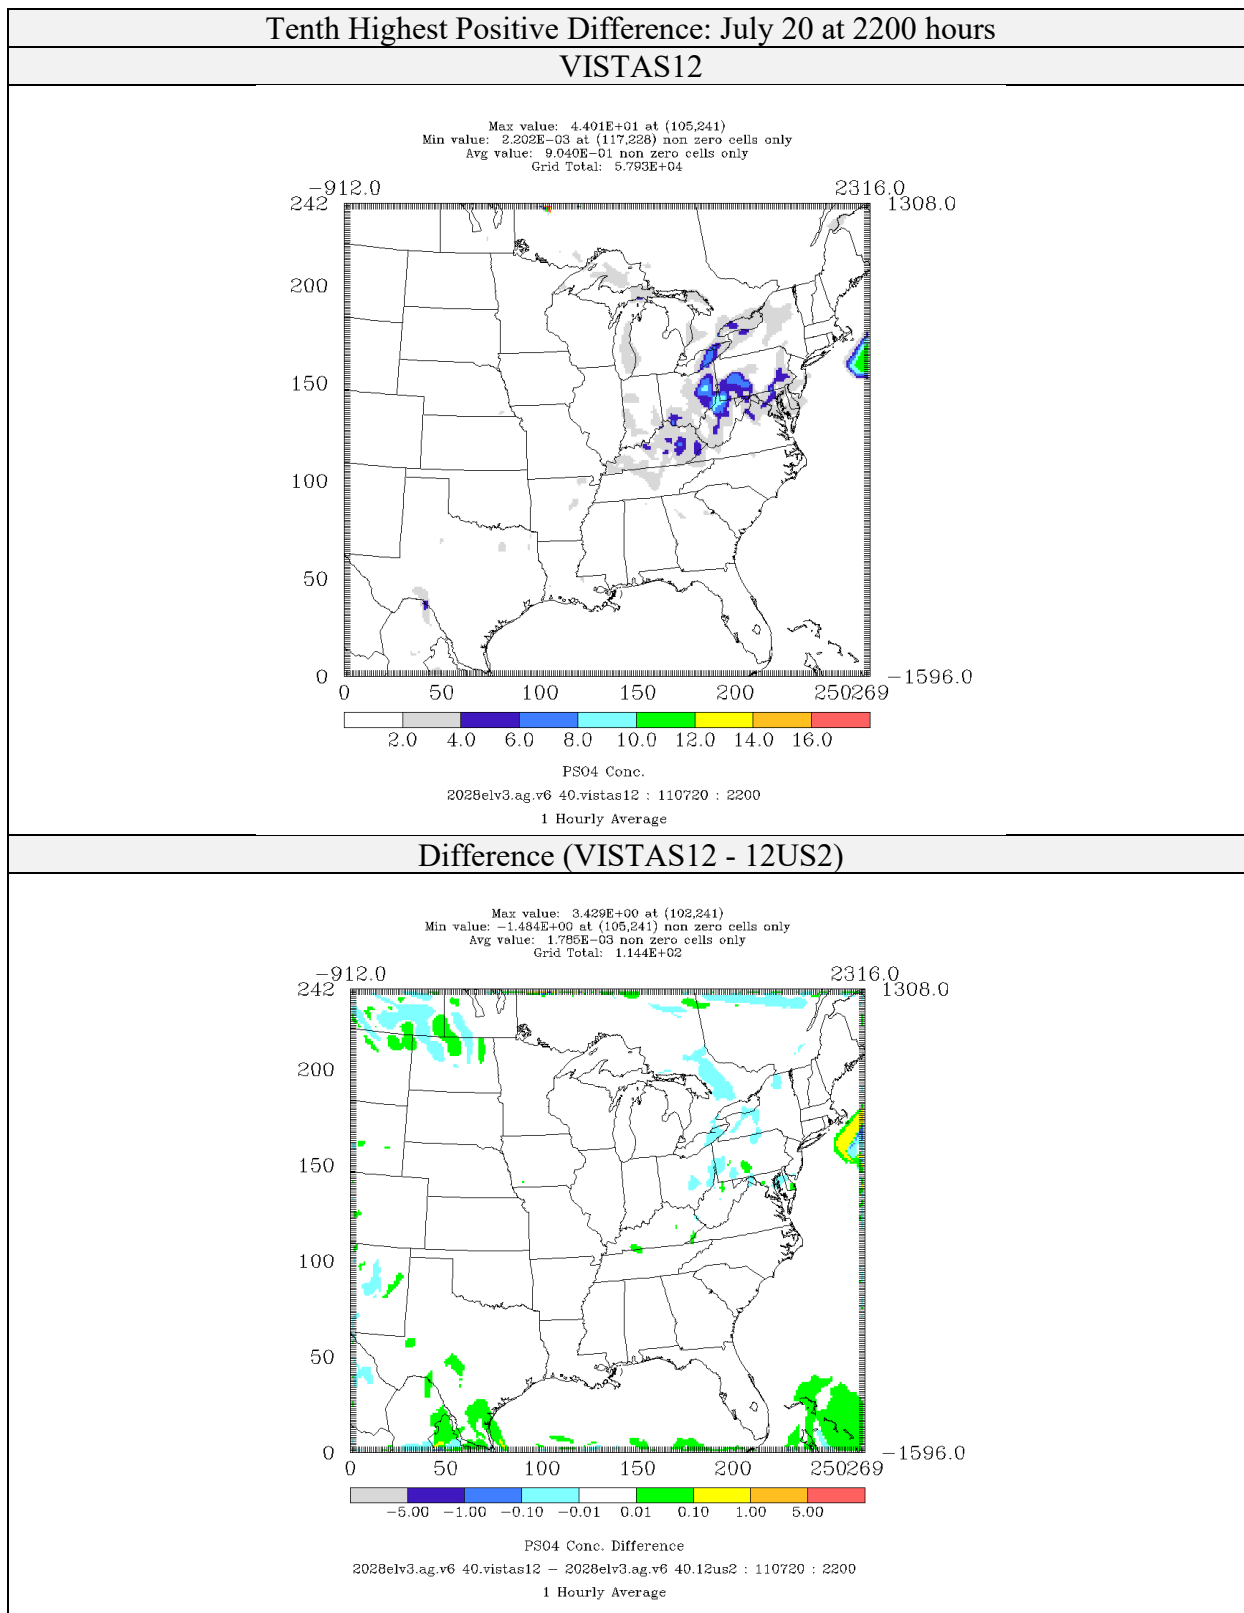 Tenth Highest Positive Difference: July 20 at 2200 hours
VISTAS12
Max value: 4.401E+01 at (105,241)
Min value: 2.202E-03 at (117,228) non zero cells only
Avg value: 9.040E-01 non zero cells only
Grid Total: 5.793E+04
-912.0 2316.0
242 1308.0
200
150
100
50
0 -1596.0
0 50 100 150 200 250269
2.0 4.0 6.0 8.0 10.0 12.0 14.0 16.0
PSO4 Conc.
2028elv3.ag.v6 40.vistas12 : 110720 : 2200
1 Hourly Average
Difference (VISTAS12 - 12US2)
Max value: 3.429E+00 at (102,241)
Min value: -1.484E+00 at (105,241) non zero cells only
Avg value: 1.785E-03 non zero cells only
Grid Total: 1.144E+02
-912.0 2316.0
242 1308.0
200
150
100
50
0 -1596.0
0 50 100 150 200 250269
-5.00 -1.00 -0.10 -0.01 0.01 0.10 1.00 5.00
PSO4 Conc. Difference
2028elv3.ag.v6 40.vistas12 - 2028elv3.ag.v6 40.12us2 : 110720 : 2200
1 Hourly Average